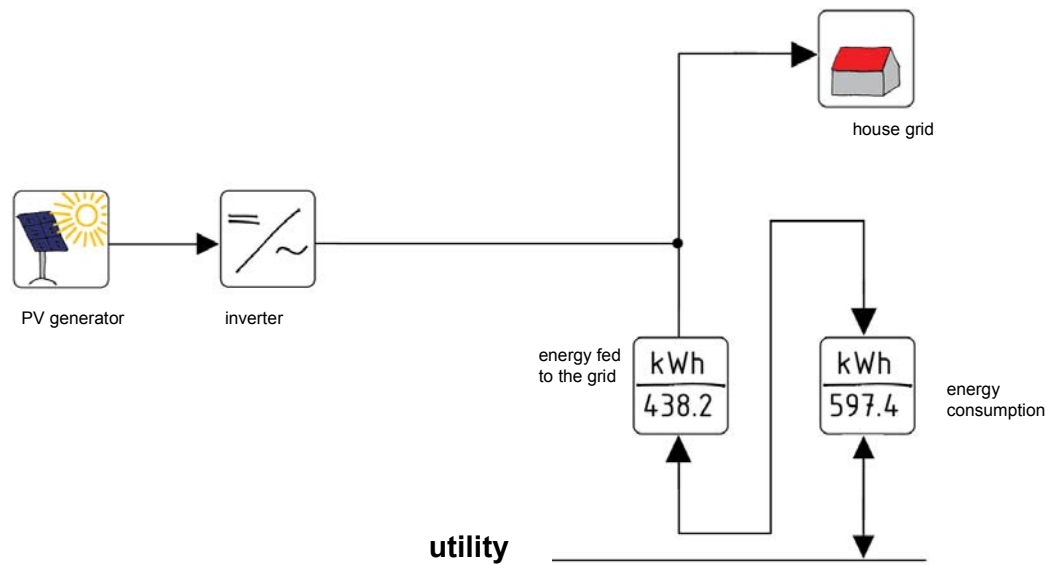 house grid
PV generator
inverter
energy fed
to the grid
kWh
438.2
kWh
597.4
energy
consumption
utility